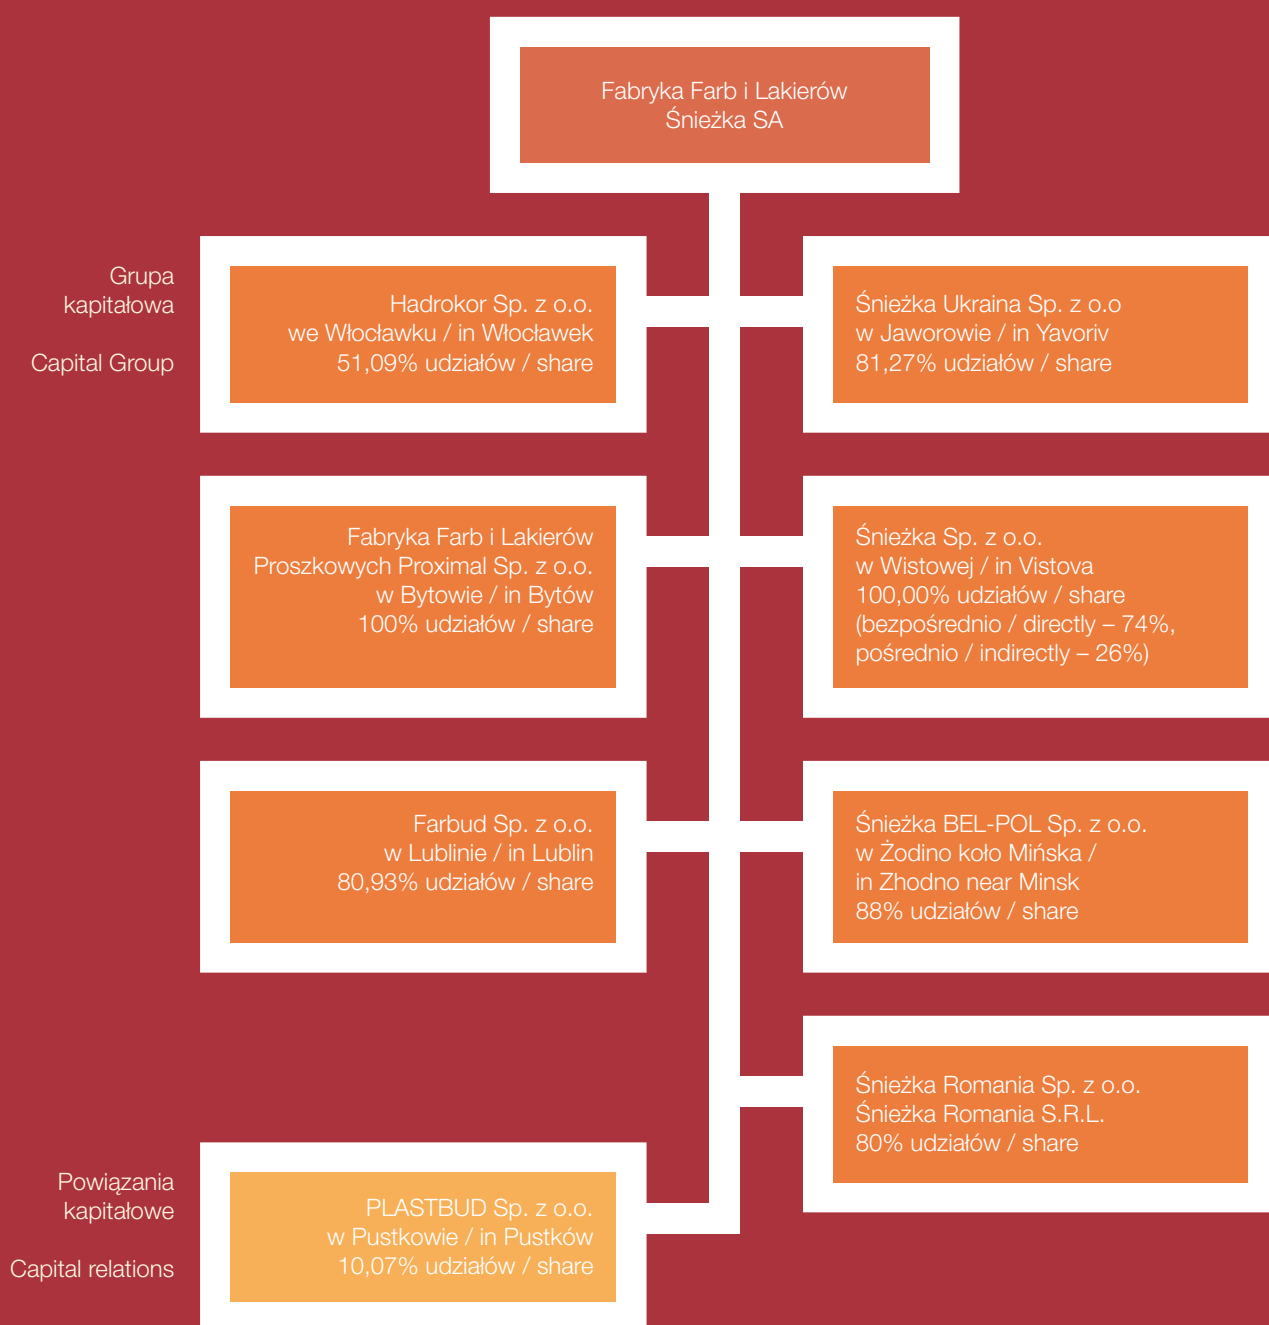 Fabryka Farb i Lakierów
Śnieżka SA
Grupa
kapitałowa
Capital Group
Hadrokor Sp. z o.o.
we Włocławku / in Włocławek
51,09% udziałów / share
Śnieżka Ukraina Sp. z o.o
w Jaworowie / in Yavoriv
81,27% udziałów / share
Fabryka Farb i Lakierów
Proszkowych Proximal Sp. z o.o.
w Bytowie / in Bytów
100% udziałów / share
Śnieżka Sp. z o.o.
w Wistowej / in Vistova
100,00% udziałów / share
(bezpośrednio / directly – 74%,
pośrednio / indirectly – 26%)
Farbud Sp. z o.o.
w Lublinie / in Lublin
80,93% udziałów / share
Śnieżka BEL-POL Sp. z o.o.
w Żodino koło Mińska /
in Zhodno near Minsk
88% udziałów / share
Śnieżka Romania Sp. z o.o.
Śnieżka Romania S.R.L.
80% udziałów / share
Powiązania
kapitałowe
Capital relations
PLASTBUD Sp. z o.o.
w Pustkowie / in Pustków
10,07% udziałów / share